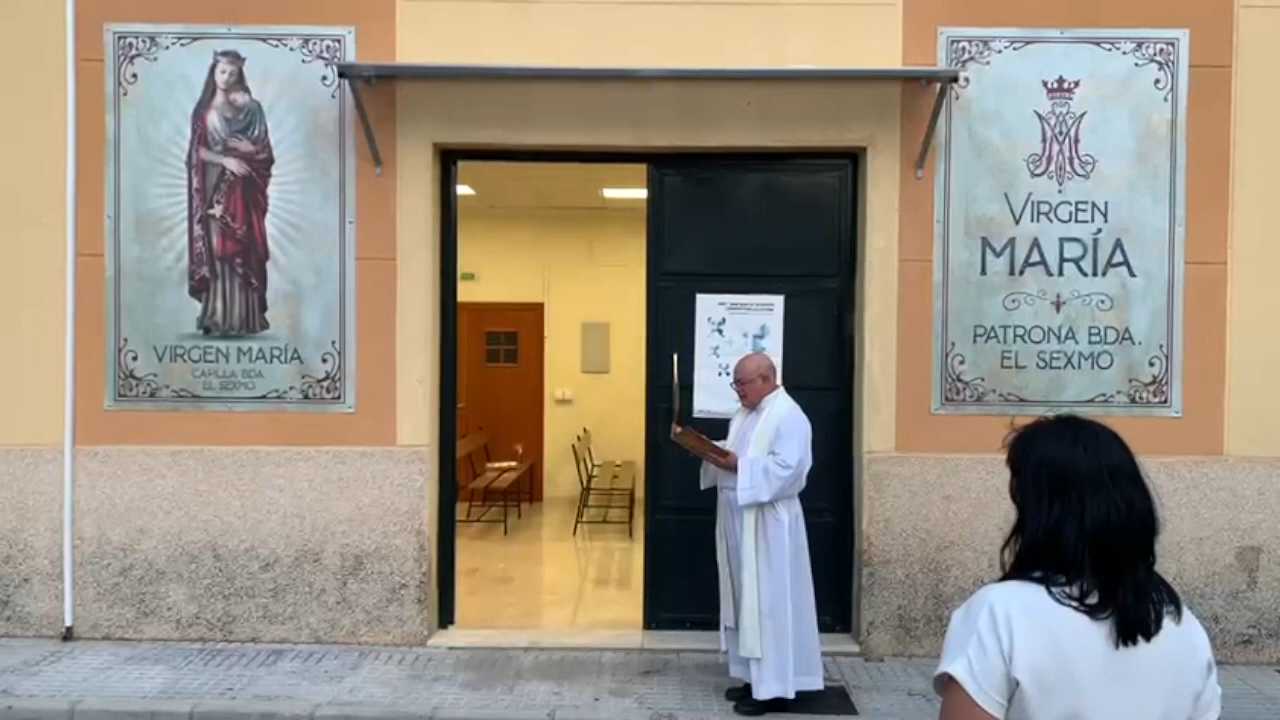 VIRGEN MARÍA
CAPILLA BDA.
EL SEXMO
VIRGEN
MARÍA
PATRONA BDA.
EL SEXMO